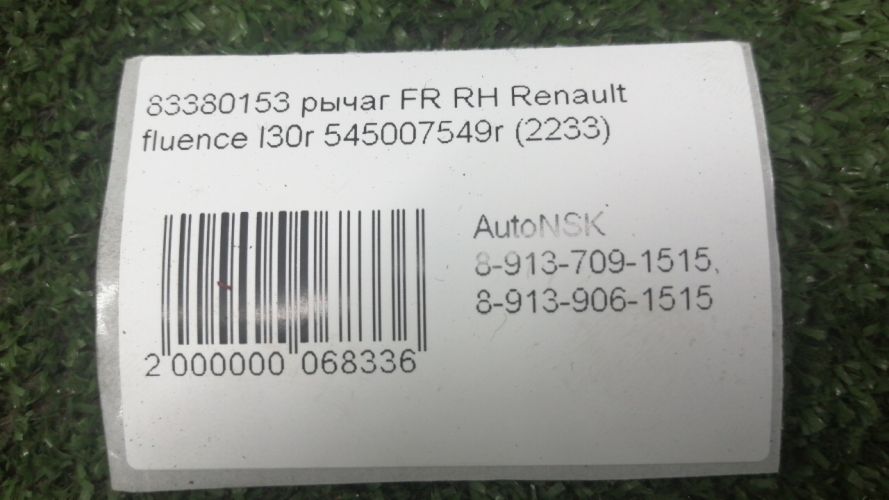 83380153 рычаг FR RH Renault
fluence l30r 545007549r (2233)
AutoNSK
8-913-709-1515,
8-913-906-1515
2 000000 068336